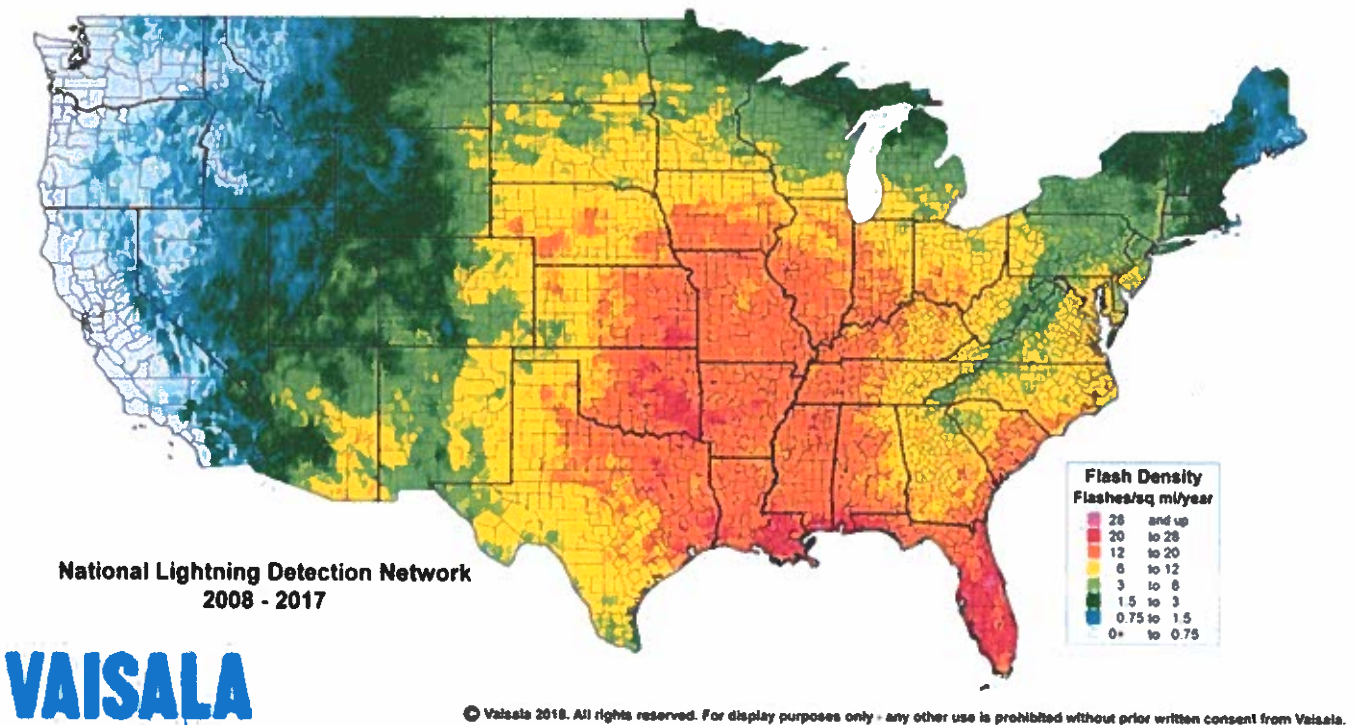 Flash Density
Flashes/sq mi/year
28 and up
20 to 28
12 to 20
6 to 12
3 to 6
1.5 to 3
0.75 to 1.5
0+ to 0.75
National Lightning Detection Network
2008 - 2017
VAISALA
© Vaisala 2018. All rights reserved. For display purposes only - any other use is prohibited without prior written consent from Vaisala.